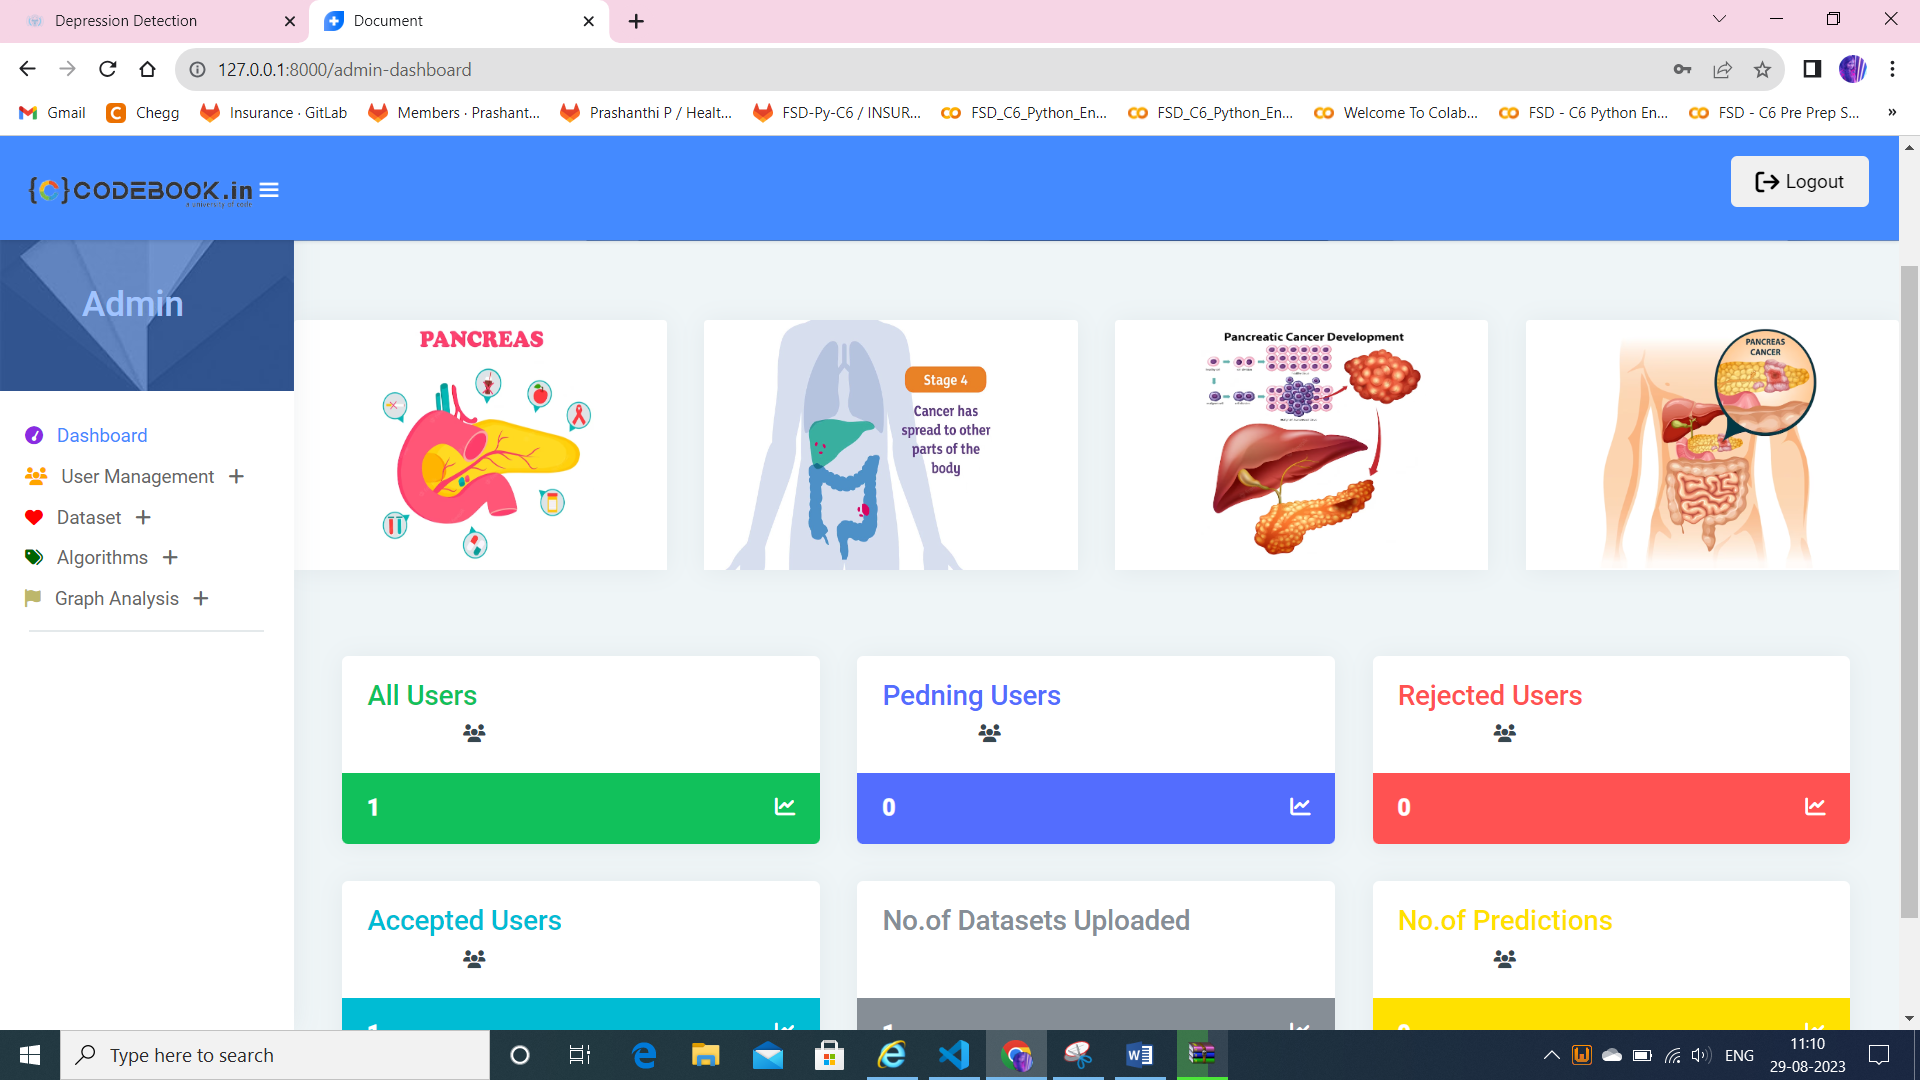 Depression Detection
Document
127.0.0.1:8000/admin-dashboard
Gmail
Chegg
Insurance · GitLab
Members · Prashant...
Prashanthi P / Healt...
FSD-Py-C6 / INSUR...
FSD_C6_Python_En...
FSD_C6_Python_En...
Welcome To Colab...
FSD - C6 Python En...
FSD - C6 Pre Prep S...
»
{ }CODEBOOK.in
a university of code
Logout
Admin
Dashboard
User Management +
Dataset +
Algorithms +
Graph Analysis +
PANCREAS
Stage 4
Cancer has
spread to other
parts of the
body
Pancreatic Cancer Development
PANCREAS
CANCER
All Users
1
Pedning Users
0
Rejected Users
0
Accepted Users
No.of Datasets Uploaded
No.of Predictions
Type here to search
ENG
11:10
29-08-2023